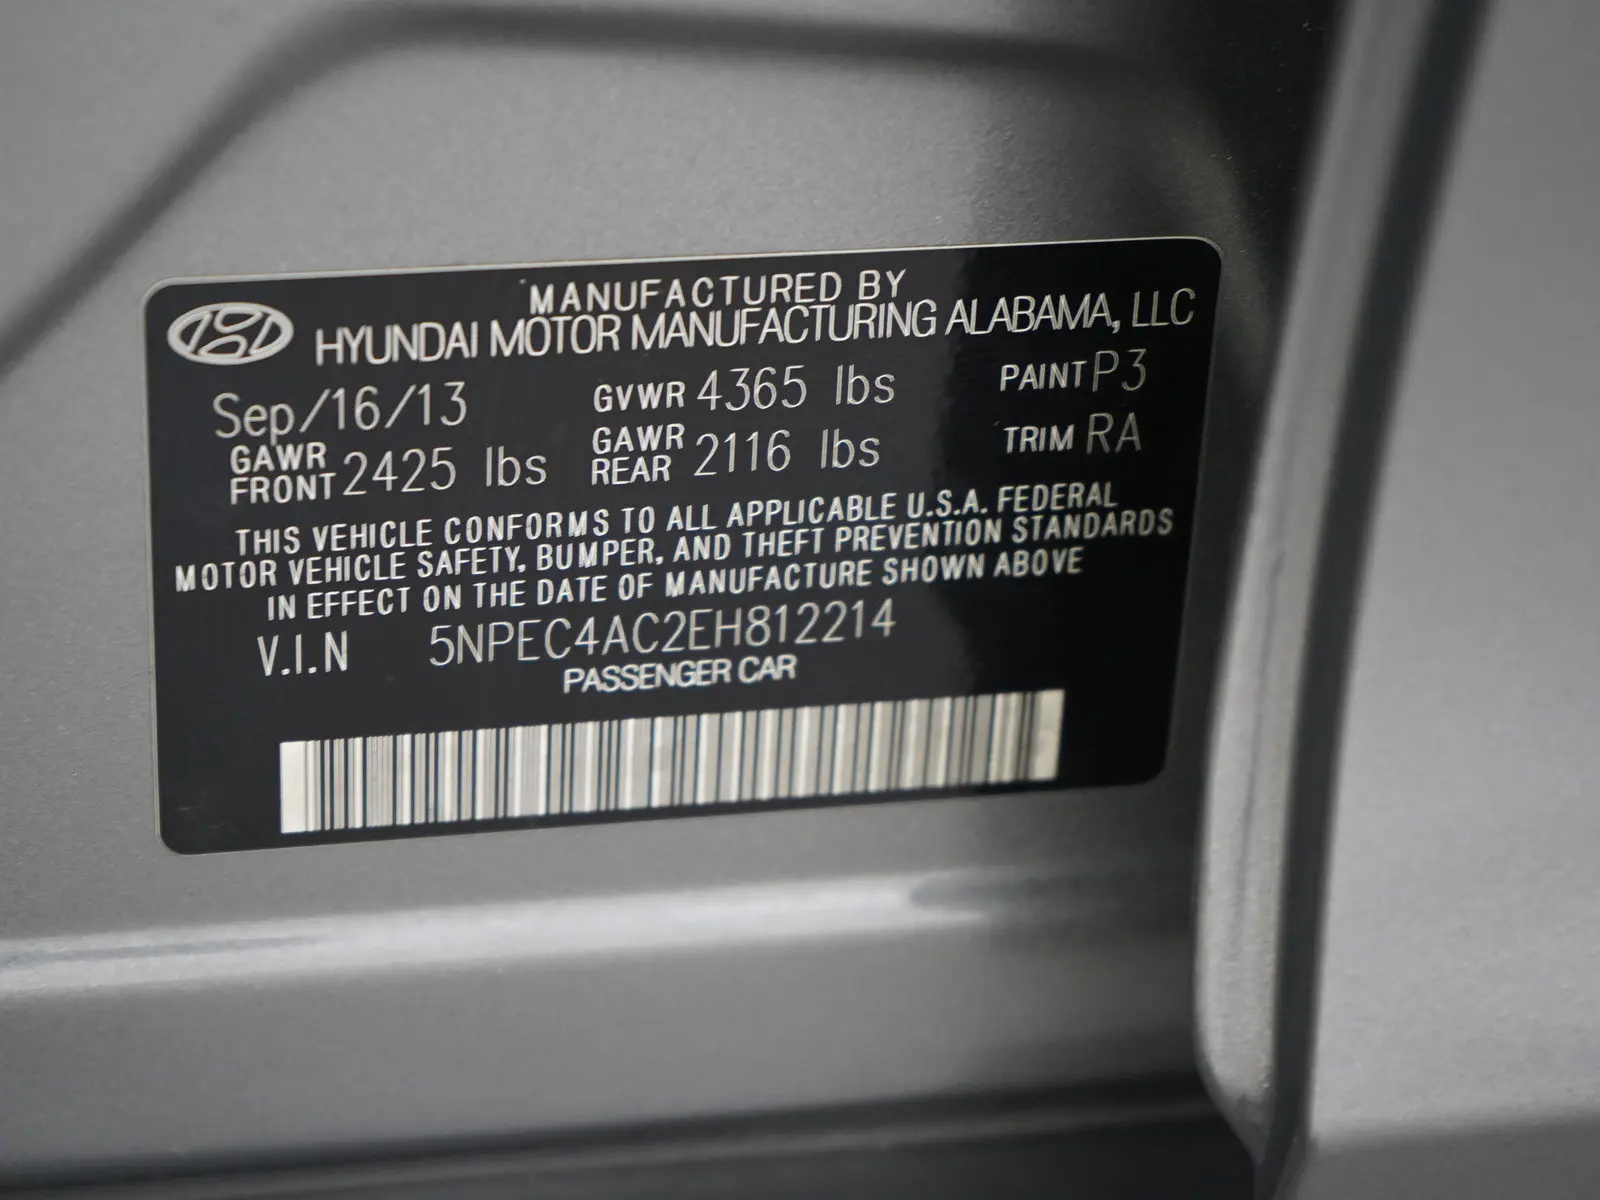 MANUFACTURED BY
HYUNDAI MOTOR MANUFACTURING ALABAMA, LLC
Sep/16/13 GVWR 4365 lbs PAINT P3
GAWR FRONT 2425 lbs GAWR REAR 2116 lbs TRIM RA
THIS VEHICLE CONFORMS TO ALL APPLICABLE U.S.A. FEDERAL
MOTOR VEHICLE SAFETY, BUMPER, AND THEFT PREVENTION STANDARDS
IN EFFECT ON THE DATE OF MANUFACTURE SHOWN ABOVE
V.I.N 5NPEC4AC2EH812214
PASSENGER CAR